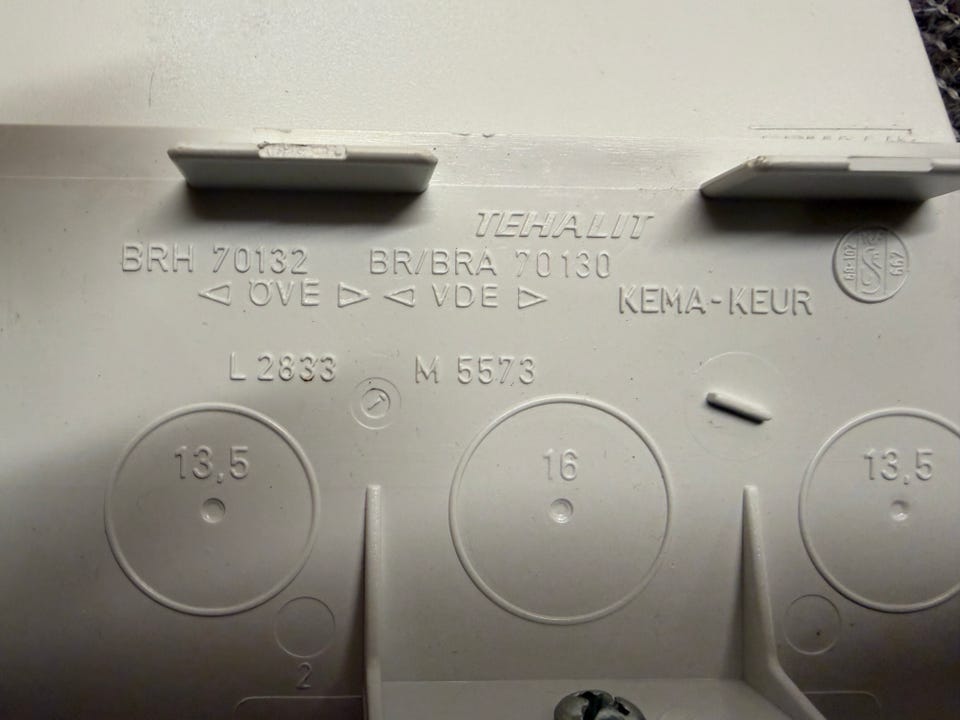 TEHALIT
BRH 70132 BR/BRA 70130
◁ ÖVE ▷ ◁ VDE ▷ KEMA-KEUR
L 2833 M 5573
13,5 16 13,5
2